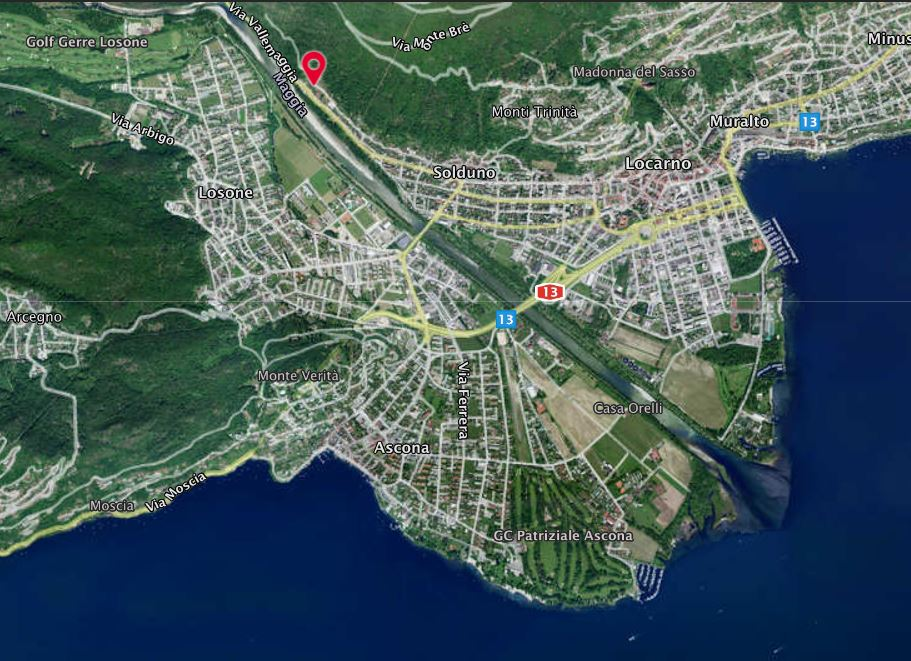 Via Vallemaggia
Golf Gerre Losone
Via Monte Brè
Minus
Madonna del Sasso
Maggia
Monti Trinità
Muralto
13
Via Arbigo
Locarno
Solduno
Losone
13
Arcegno
13
Monte Verità
Via Ferrera
Casa Orelli
Ascona
Moscia
Via Moscia
GC Patriziale Ascona